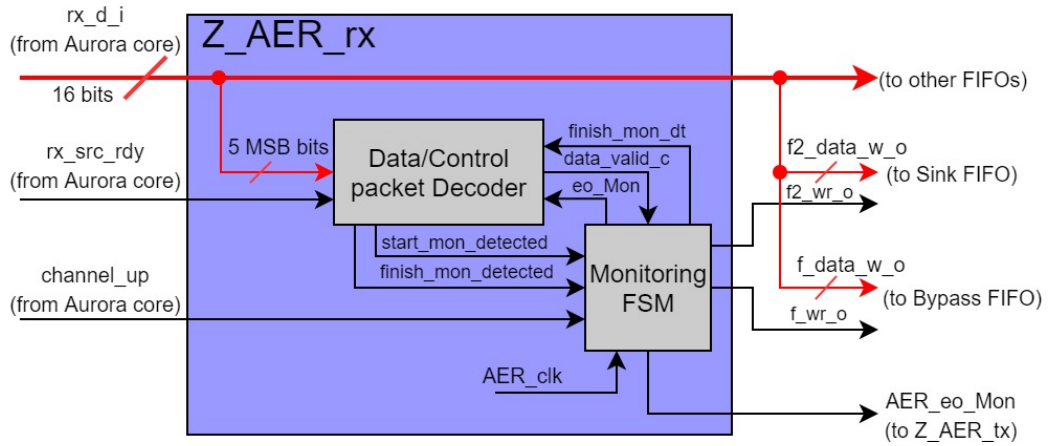 rx_d_i
(from Aurora core)
16 bits
Z_AER_rx
(to other FIFOs)
rx_src_rdy
(from Aurora core)
5 MSB bits
Data/Control
packet Decoder
finish_mon_dt
data_valid_c
eo_Mon
f2_data_w_o
(to Sink FIFO)
f2_wr_o
start_mon_detected
finish_mon_detected
Monitoring
FSM
channel_up
(from Aurora core)
f_data_w_o
(to Bypass FIFO)
f_wr_o
AER_clk
AER_eo_Mon
(to Z_AER_tx)